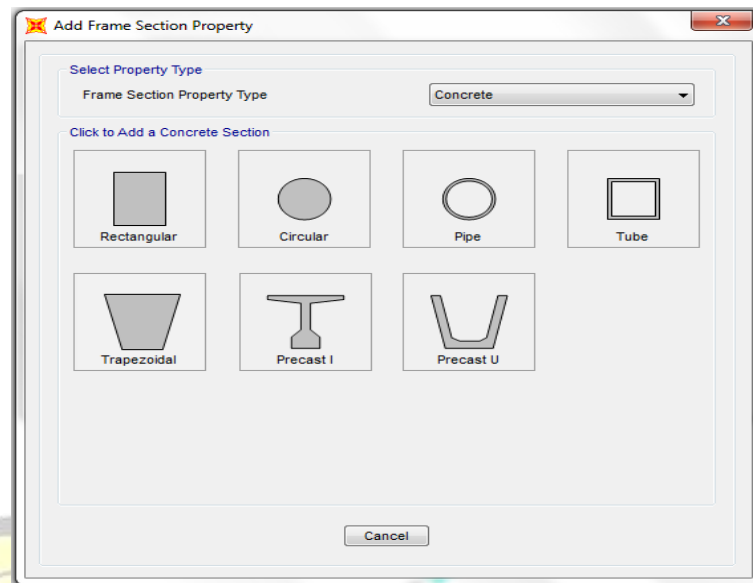 Add Frame Section Property
Select Property Type
Frame Section Property Type Concrete
Click to Add a Concrete Section
Rectangular Circular Pipe Tube
Trapezoidal Precast I Precast U
Cancel